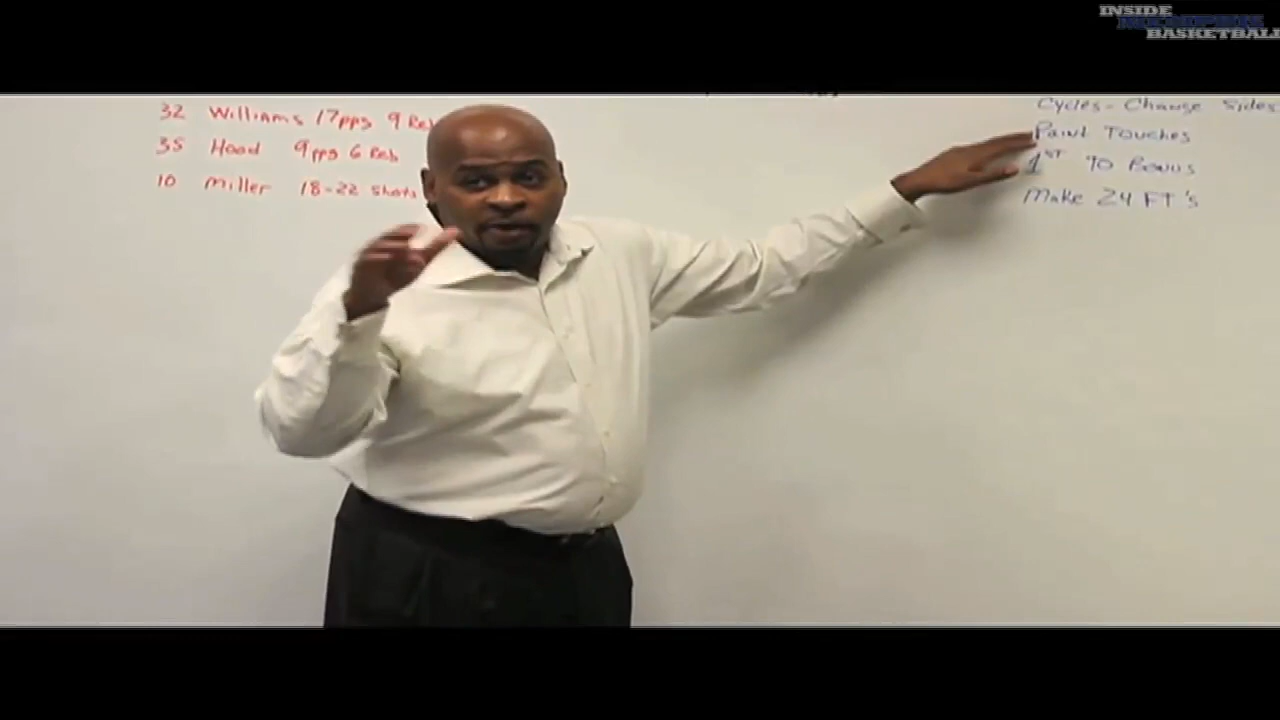 INSIDE
BASKETBALL
32 Williams 17ppg 9 Reb
35 Hood 9ppg 6 Reb
10 Miller 18-22 Shots
Cycles - Change Sides
Paint Touches
1ST 90 Bonus
Make 24 FT's